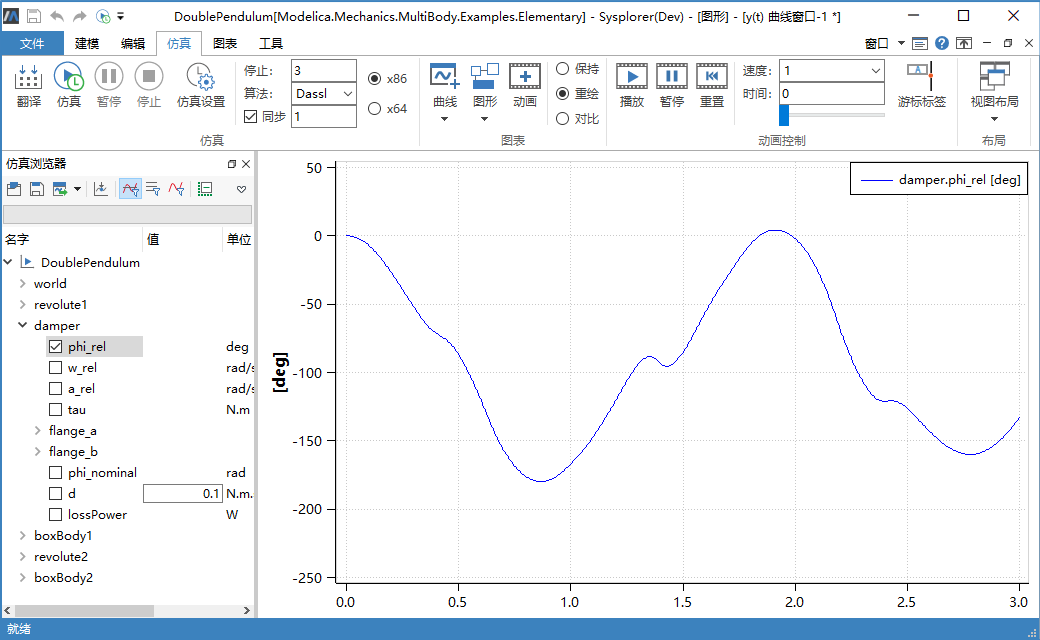 DoublePendulum[Modelica.Mechanics.MultiBody.Examples.Elementary] - Sysplorer(Dev) - [图形] - [y(t) 曲线窗口-1 *]
文件 建模 编辑 仿真 图表 工具 窗口
翻译 仿真 暂停 停止 仿真设置
停止: 3
算法: Dassl
同步 1
x86
x64
仿真
曲线 图形 动画
保持
重绘
对比
图表
播放 暂停 重置
速度: 1
时间: 0
游标标签
动画控制
视图布局
布局
仿真浏览器
名字 值 单位
DoublePendulum
world
revolute1
damper
phi_rel deg
w_rel rad/s
a_rel rad/s
tau N.m
flange_a
flange_b
phi_nominal rad
d 0.1 N.m.
lossPower W
boxBody1
revolute2
boxBody2
damper.phi_rel [deg]
[deg]
50
0
-50
-100
-150
-200
-250
0.0 0.5 1.0 1.5 2.0 2.5 3.0
就绪